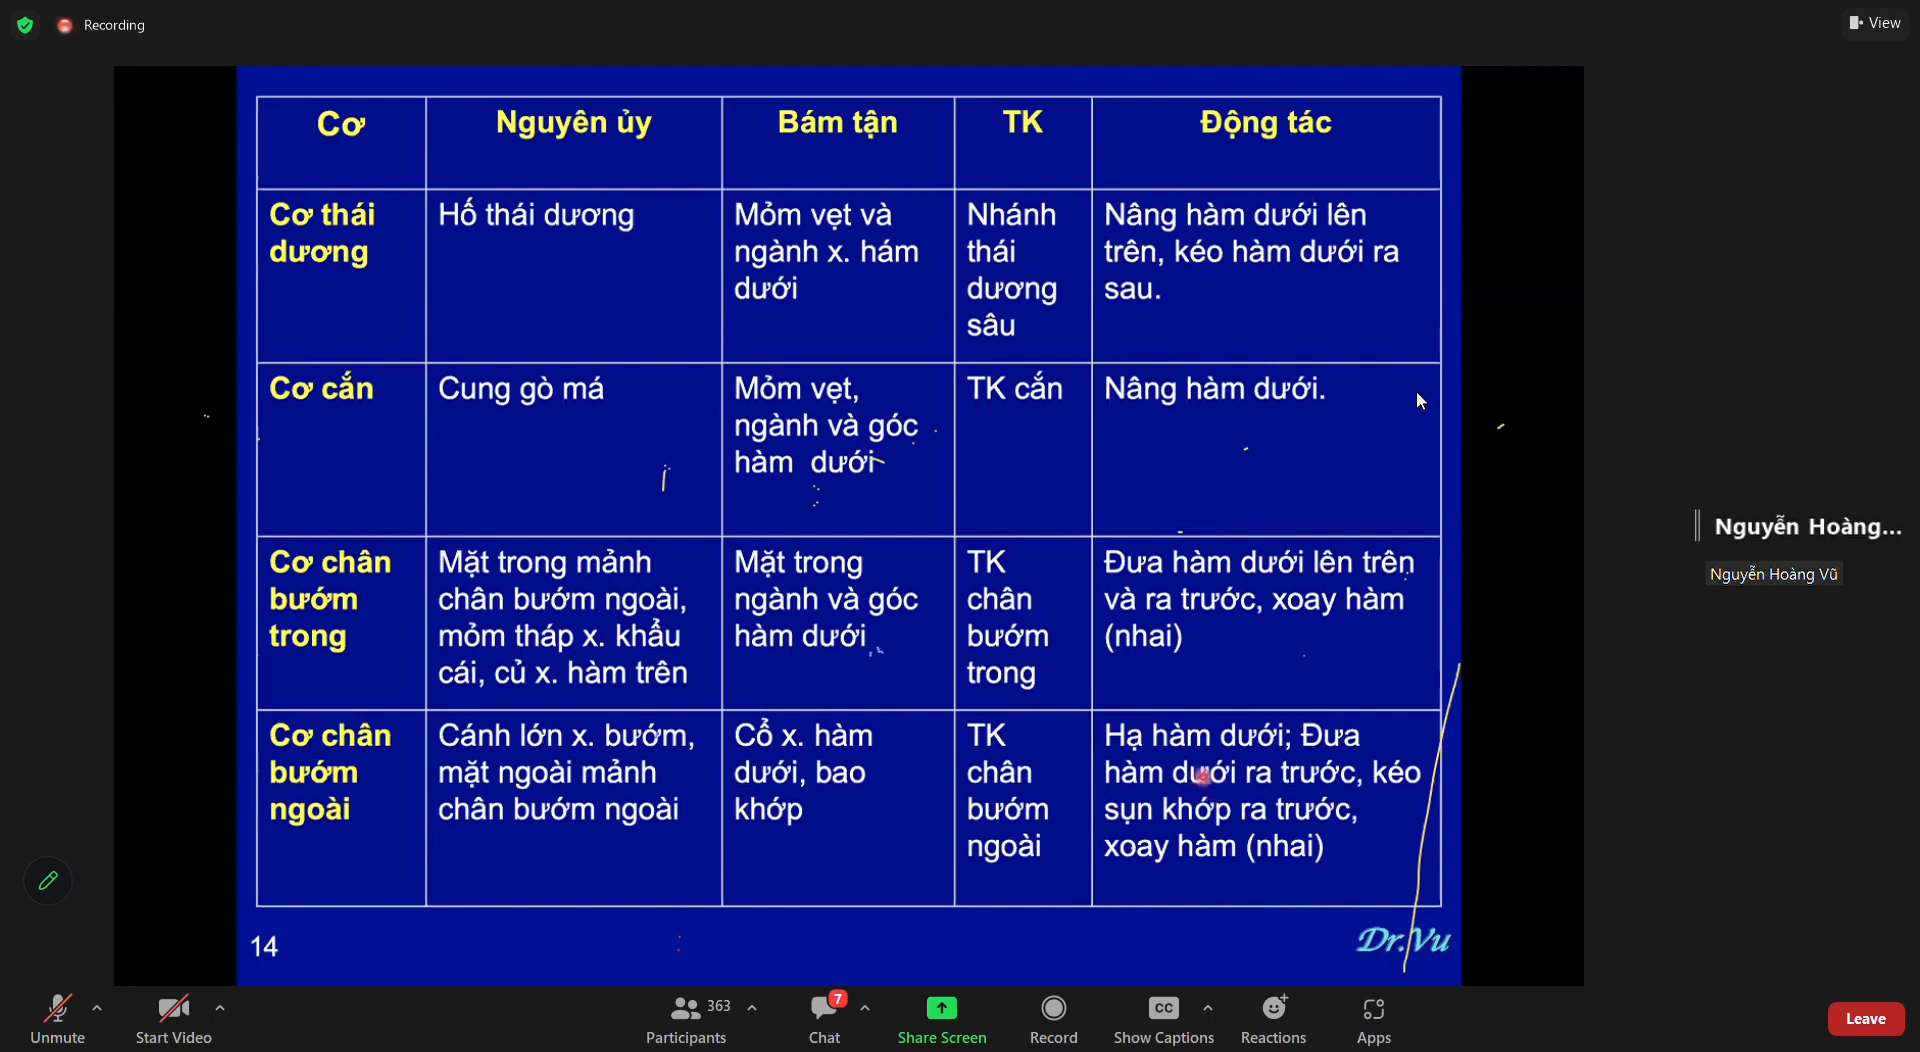 Recording
View
Cơ
Nguyên ủy
Bám tận
TK
Động tác
Cơ thái
dương
Hố thái dương
Mỏm vẹt và
ngành x. hám
dưới
Nhánh
thái
dương
sâu
Nâng hàm dưới lên
trên, kéo hàm dưới ra
sau.
Cơ cắn
Cung gò má
Mỏm vẹt,
ngành và góc
hàm dưới
TK cắn
Nâng hàm dưới.
Cơ chân
bướm
trong
Mặt trong mảnh
chân bướm ngoài,
mỏm tháp x. khẩu
cái, củ x. hàm trên
Mặt trong
ngành và góc
hàm dưới
TK
chân
bướm
trong
Đưa hàm dưới lên trên
và ra trước, xoay hàm
(nhai)
Cơ chân
bướm
ngoài
Cánh lớn x. bướm,
mặt ngoài mảnh
chân bướm ngoài
Cổ x. hàm
dưới, bao
khớp
TK
chân
bướm
ngoài
Hạ hàm dưới; Đưa
hàm dưới ra trước, kéo
sụn khớp ra trước,
xoay hàm (nhai)
14
Dr.Vu
Nguyễn Hoàng...
Nguyễn Hoàng Vũ
Unmute
Start Video
363
Participants
7
Chat
Share Screen
Record
CC
Show Captions
Reactions
Apps
Leave